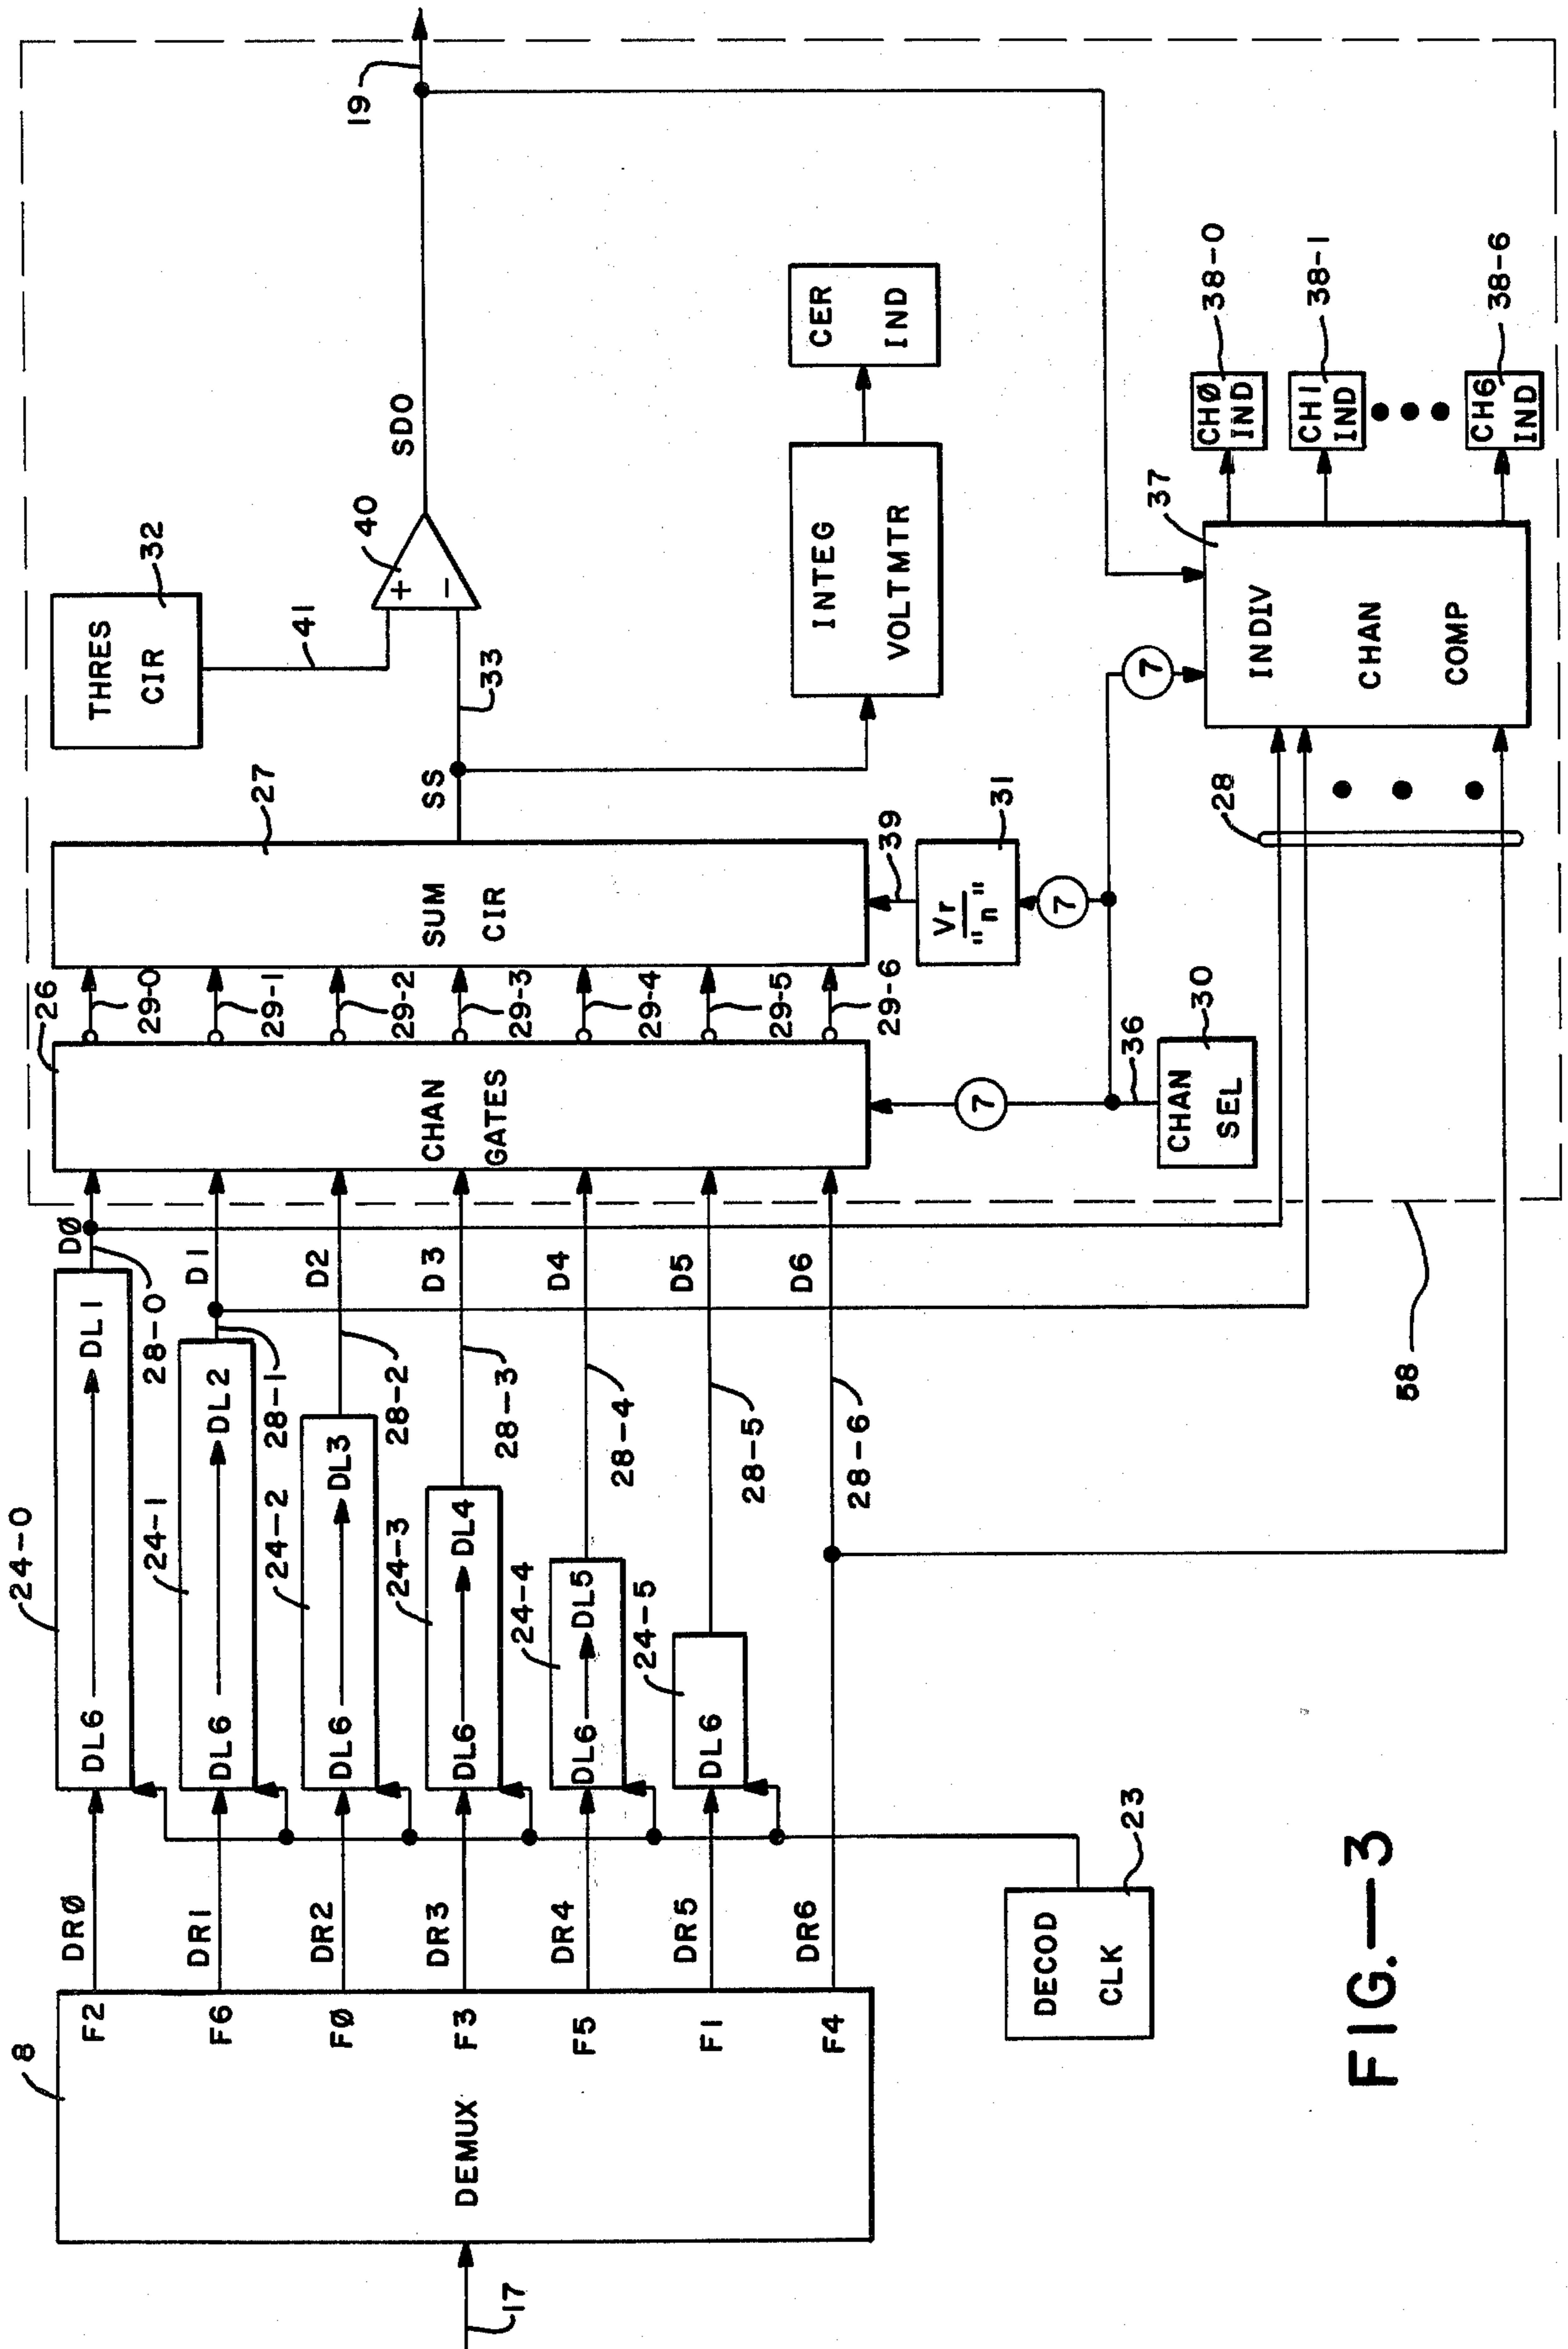 17
8
DEMUX
F2
F6
FØ
F3
F5
F1
F4
DRØ
DR1
DR2
DR3
DR4
DR5
DR6
DECOD
CLK
23
24-0
DL6 DL1
24-1
DL6 DL2
24-2
DL6 DL3
24-3
DL6 DL4
24-4
DL6 DL5
24-5
DL6
28-0
28-1
28-2
28-3
28-4
28-5
28-6
DØ
D1
D2
D3
D4
D5
D6
58
26
CHAN
GATES
7
36
CHAN
SEL
30
29-0
29-1
29-2
29-3
29-4
29-5
29-6
27
SUM
CIR
39
Vr
"n"
31
7
28
SS
33
THRES
CIR
32
41
+
−
40
SDO
19
INTEG
VOLTMTR
CER
IND
7
INDIV
CHAN
COMP
37
CHØ
IND
38-0
CH1
IND
38-1
CH6
IND
38-6
FIG.—3